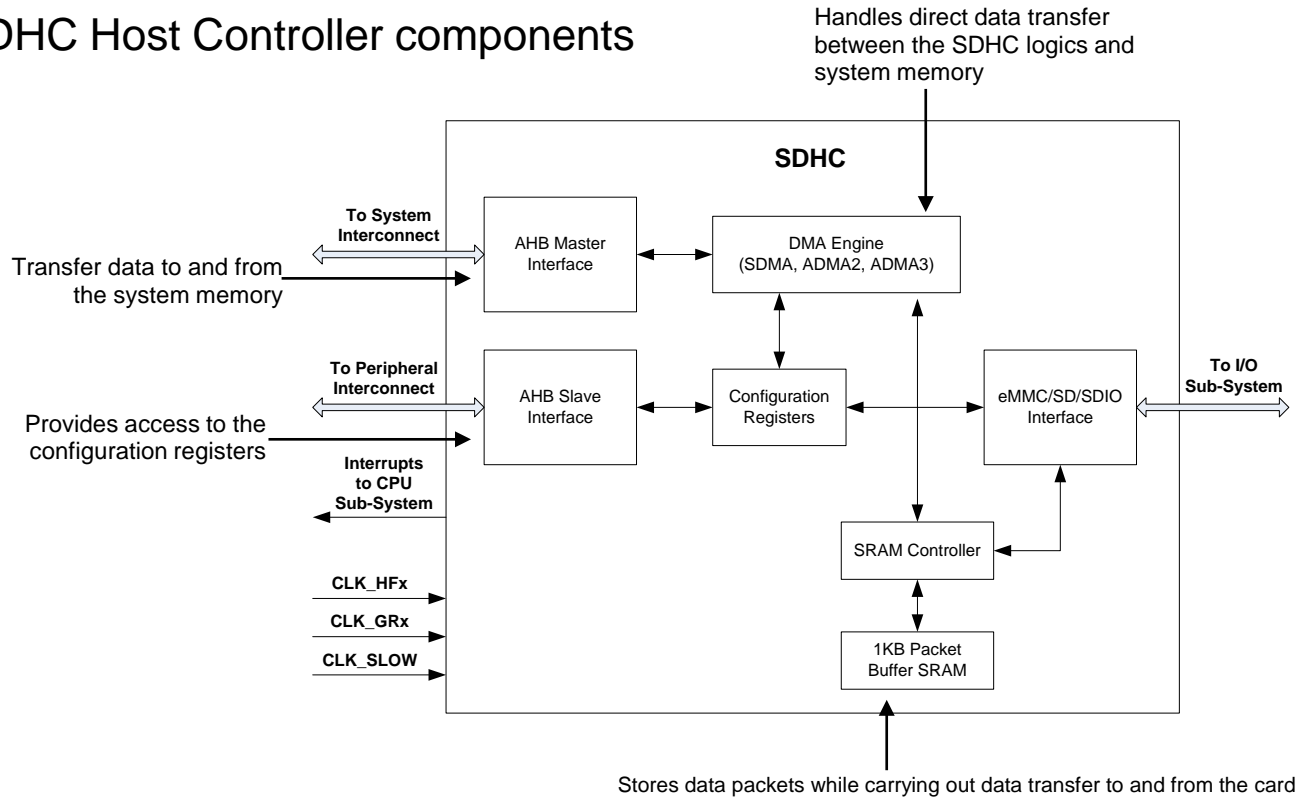 DHC Host Controller components
Handles direct data transfer
between the SDHC logics and
system memory
SDHC
To System
Interconnect
AHB Master
Interface
DMA Engine
(SDMA, ADMA2, ADMA3)
Transfer data to and from
the system memory
To Peripheral
Interconnect
AHB Slave
Interface
Configuration
Registers
eMMC/SD/SDIO
Interface
To I/O
Sub-System
Provides access to the
configuration registers
Interrupts
to CPU
Sub-System
SRAM Controller
CLK_HFx
CLK_GRx
CLK_SLOW
1KB Packet
Buffer SRAM
Stores data packets while carrying out data transfer to and from the card